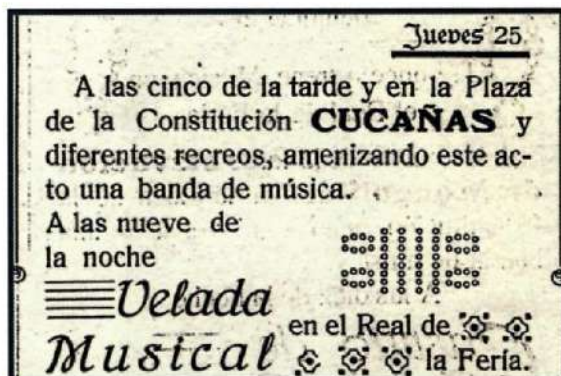 Jueves 25
A las cinco de la tarde y en la Plaza
de la Constitución CUCAÑAS y
diferentes recreos, amenizando este ac-
to una banda de música.
A las nueve de
la noche
Velada
Musical
en el Real de
la Fería.